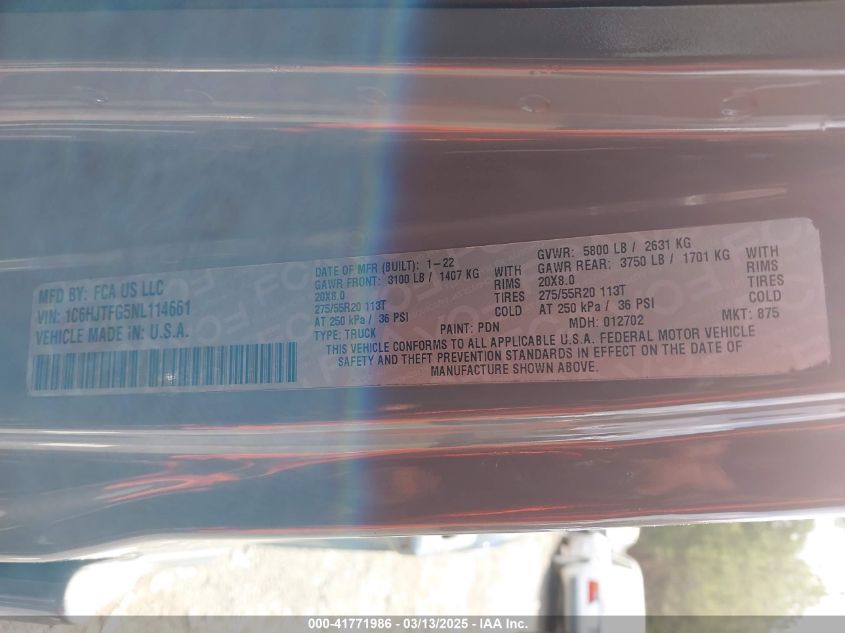 MFD BY: FCA US LLC
VIN: 1C6HJTFG5NL114661
VEHICLE MADE IN: U.S.A.
DATE OF MFR (BUILT): 1-22
GAWR FRONT: 3100 LB / 1407 KG WITH
20X8.0 RIMS
275/55R20 113T TIRES
AT 250 kPa / 36 PSI COLD
TYPE: TRUCK
GVWR: 5800 LB / 2631 KG
GAWR REAR: 3750 LB / 1701 KG WITH
20X8.0 RIMS
275/55R20 113T TIRES
AT 250 kPa / 36 PSI COLD
PAINT: PDN MDH: 012702 MKT: 875
THIS VEHICLE CONFORMS TO ALL APPLICABLE U.S.A. FEDERAL MOTOR VEHICLE
SAFETY AND THEFT PREVENTION STANDARDS IN EFFECT ON THE DATE OF
MANUFACTURE SHOWN ABOVE.
000-41771986 - 03/13/2025 - IAA Inc.